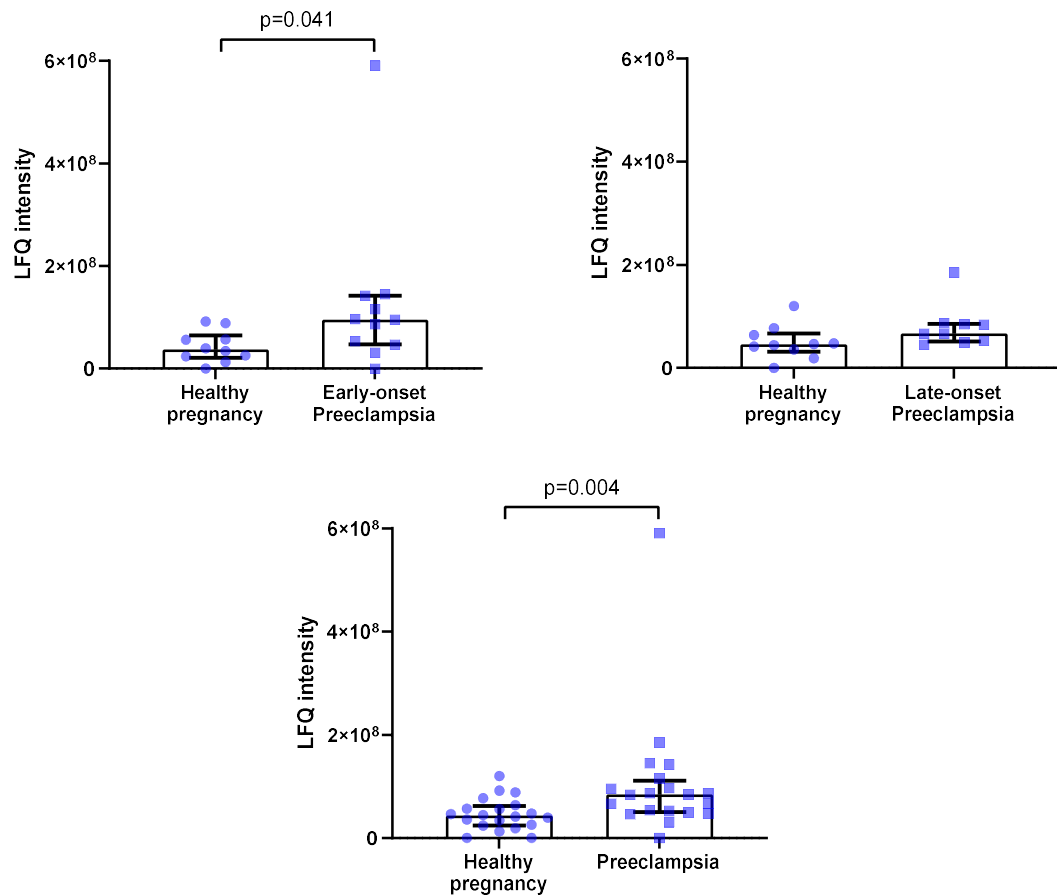 p=0.041
6×10⁸
4×10⁸
2×10⁸
0
LFQ intensity
Healthy
pregnancy
Early-onset
Preeclampsia
6×10⁸
4×10⁸
2×10⁸
0
LFQ intensity
Healthy
pregnancy
Late-onset
Preeclampsia
p=0.004
6×10⁸
4×10⁸
2×10⁸
0
LFQ intensity
Healthy
pregnancy
Preeclampsia